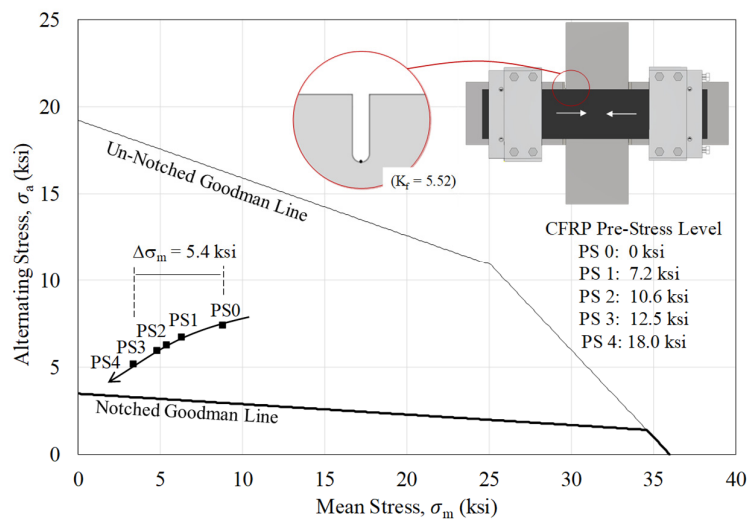 25
20
15
10
5
0
Alternating Stress, σa (ksi)
0 5 10 15 20 25 30 35 40
Mean Stress, σm (ksi)
Un-Notched Goodman Line
Notched Goodman Line
Δσm = 5.4 ksi
PS0
PS1
PS2
PS3
PS4
(Kf = 5.52)
CFRP Pre-Stress Level
PS 0: 0 ksi
PS 1: 7.2 ksi
PS 2: 10.6 ksi
PS 3: 12.5 ksi
PS 4: 18.0 ksi